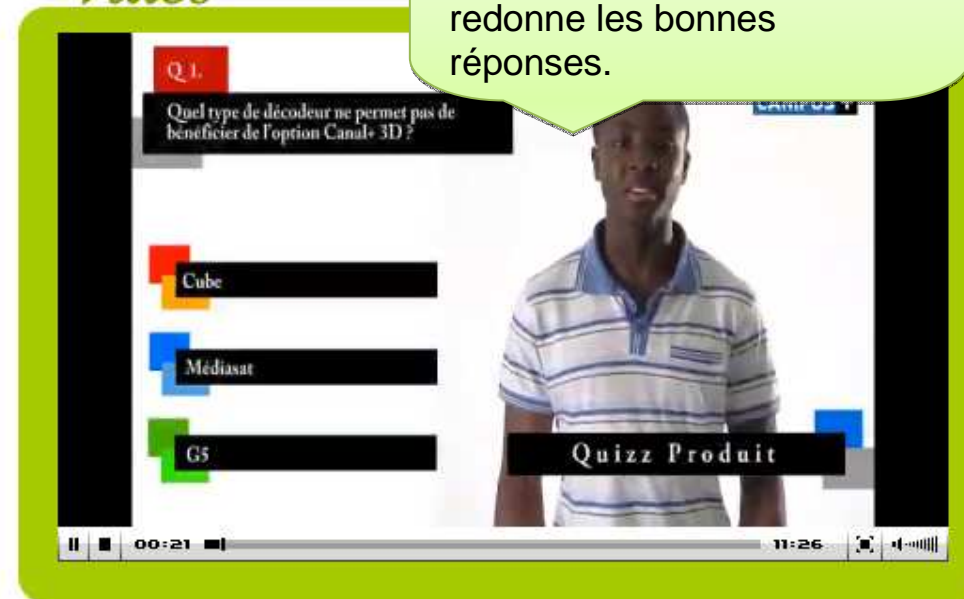 redonne les bonnes
réponses.
Q 1.
Quel type de décodeur ne permet pas de
bénéficier de l'option Canal+ 3D ?
Cube
Médiasat
G5
Quizz Produit
00:21
11:26